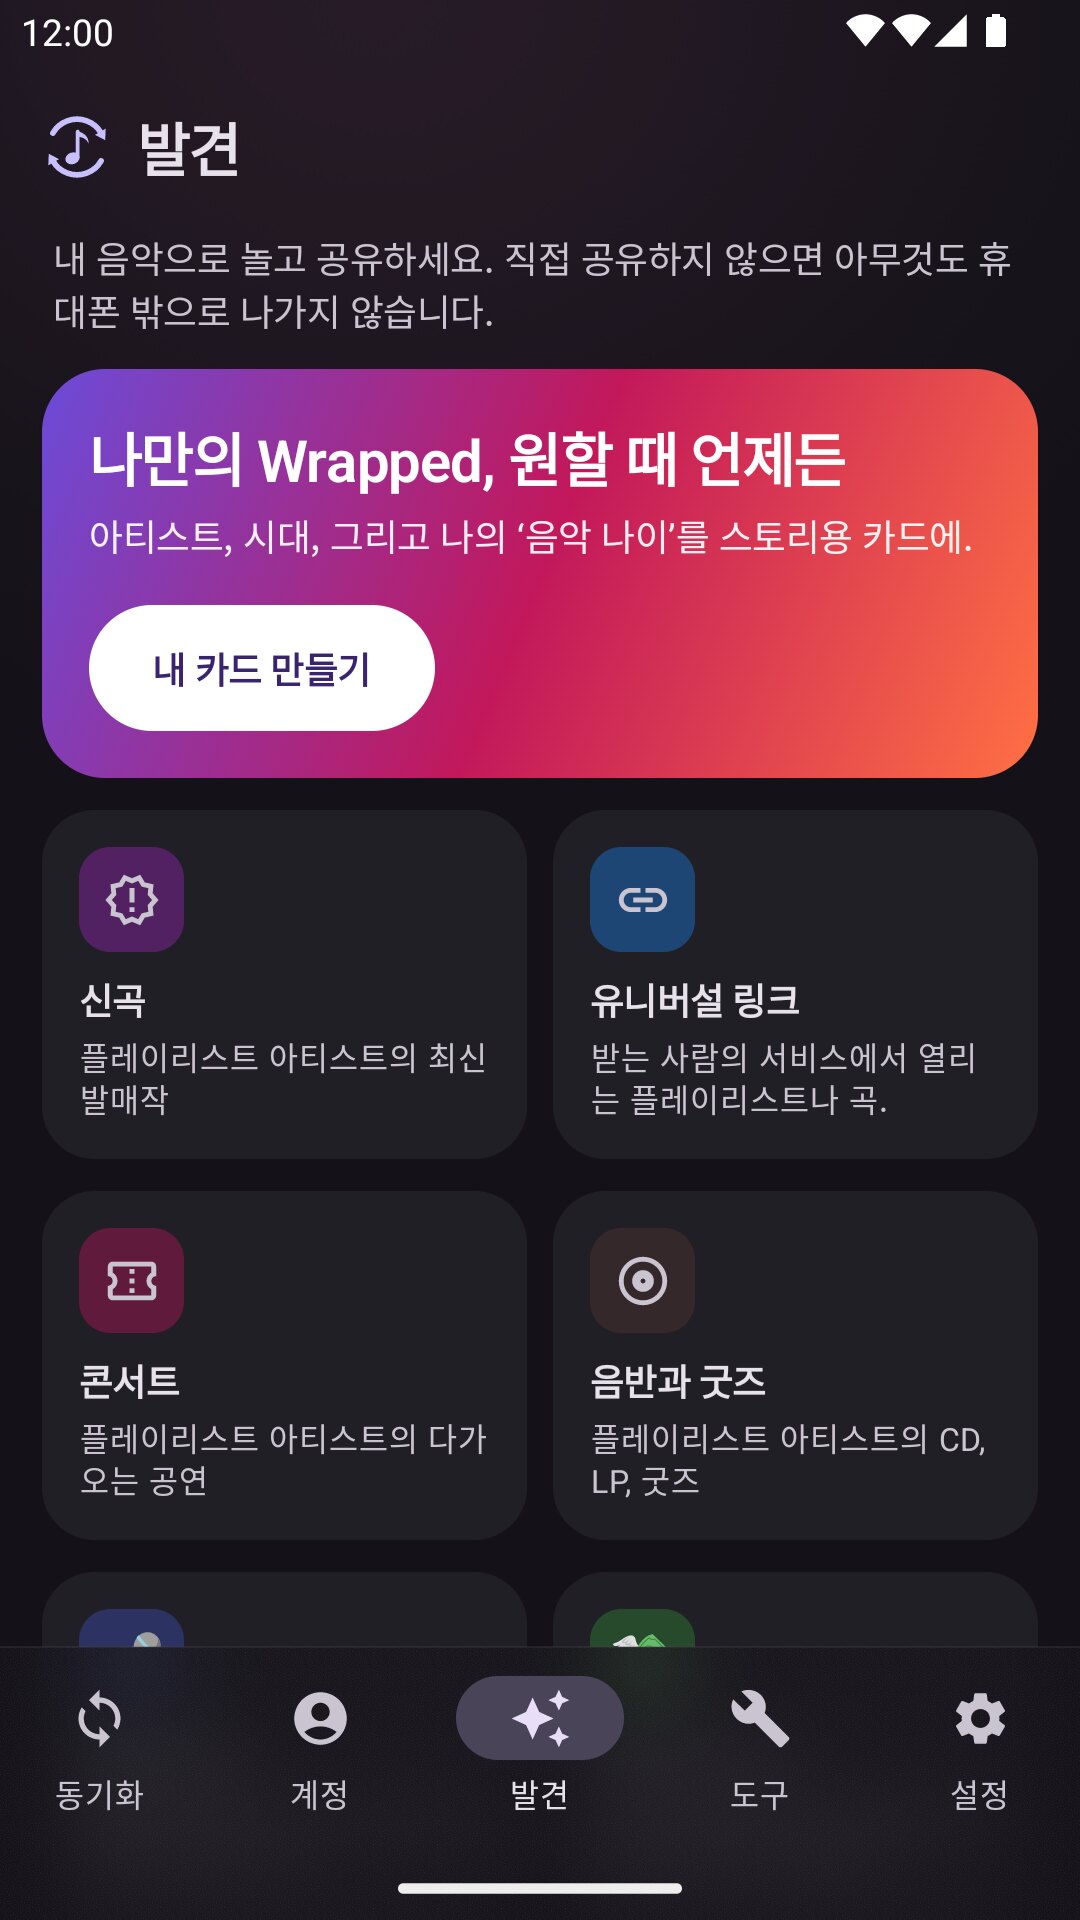 12:00
발견
내 음악으로 놀고 공유하세요. 직접 공유하지 않으면 아무것도 휴
대폰 밖으로 나가지 않습니다.
나만의 Wrapped, 원할 때 언제든
아티스트, 시대, 그리고 나의 ‘음악 나이’를 스토리용 카드에.
내 카드 만들기
신곡
플레이리스트 아티스트의 최신
발매작
유니버설 링크
받는 사람의 서비스에서 열리
는 플레이리스트나 곡.
콘서트
플레이리스트 아티스트의 다가
오는 공연
음반과 굿즈
플레이리스트 아티스트의 CD,
LP, 굿즈
동기화
계정
발견
도구
설정